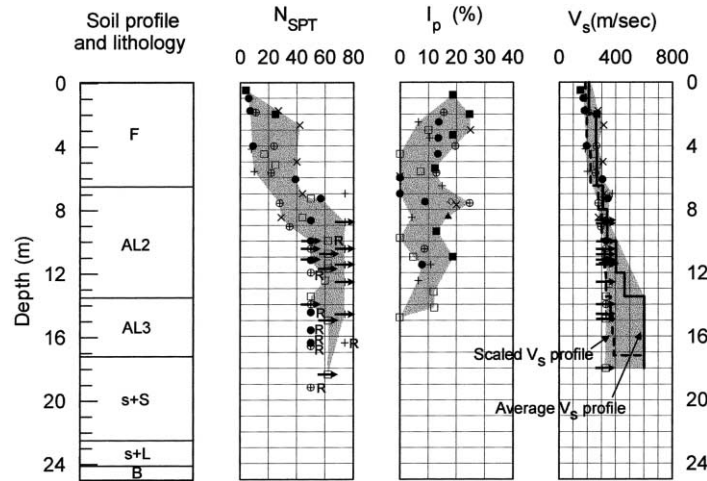 Soil profile
and lithology
N_SPT
I_p (%)
V_s(m/sec)
0 20 40 60 80
0 10 20 30 40
0 400 800
Depth (m)
0
4
8
12
16
20
24
F
AL2
AL3
s+S
s+L
B
R
R
R
R
R
R
R
R
R
Scaled V_s profile
Average V_s profile
0
4
8
12
16
20
24